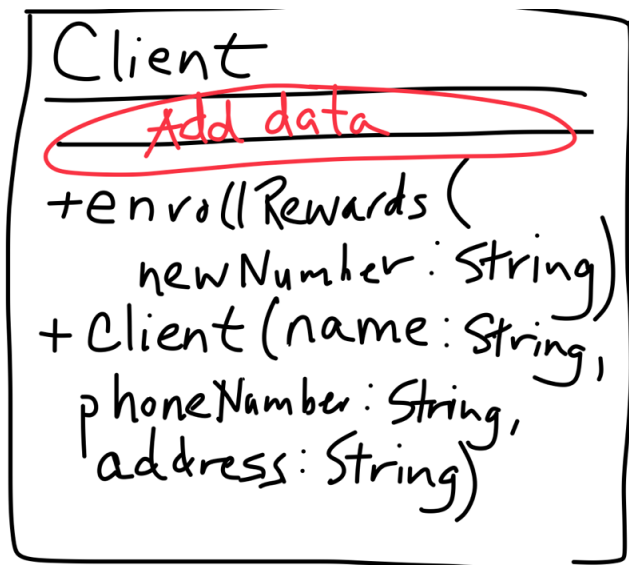 Client
Add data
+enrollRewards(
newNumber: String)
+ Client(name: String,
phoneNumber: String,
address: String)